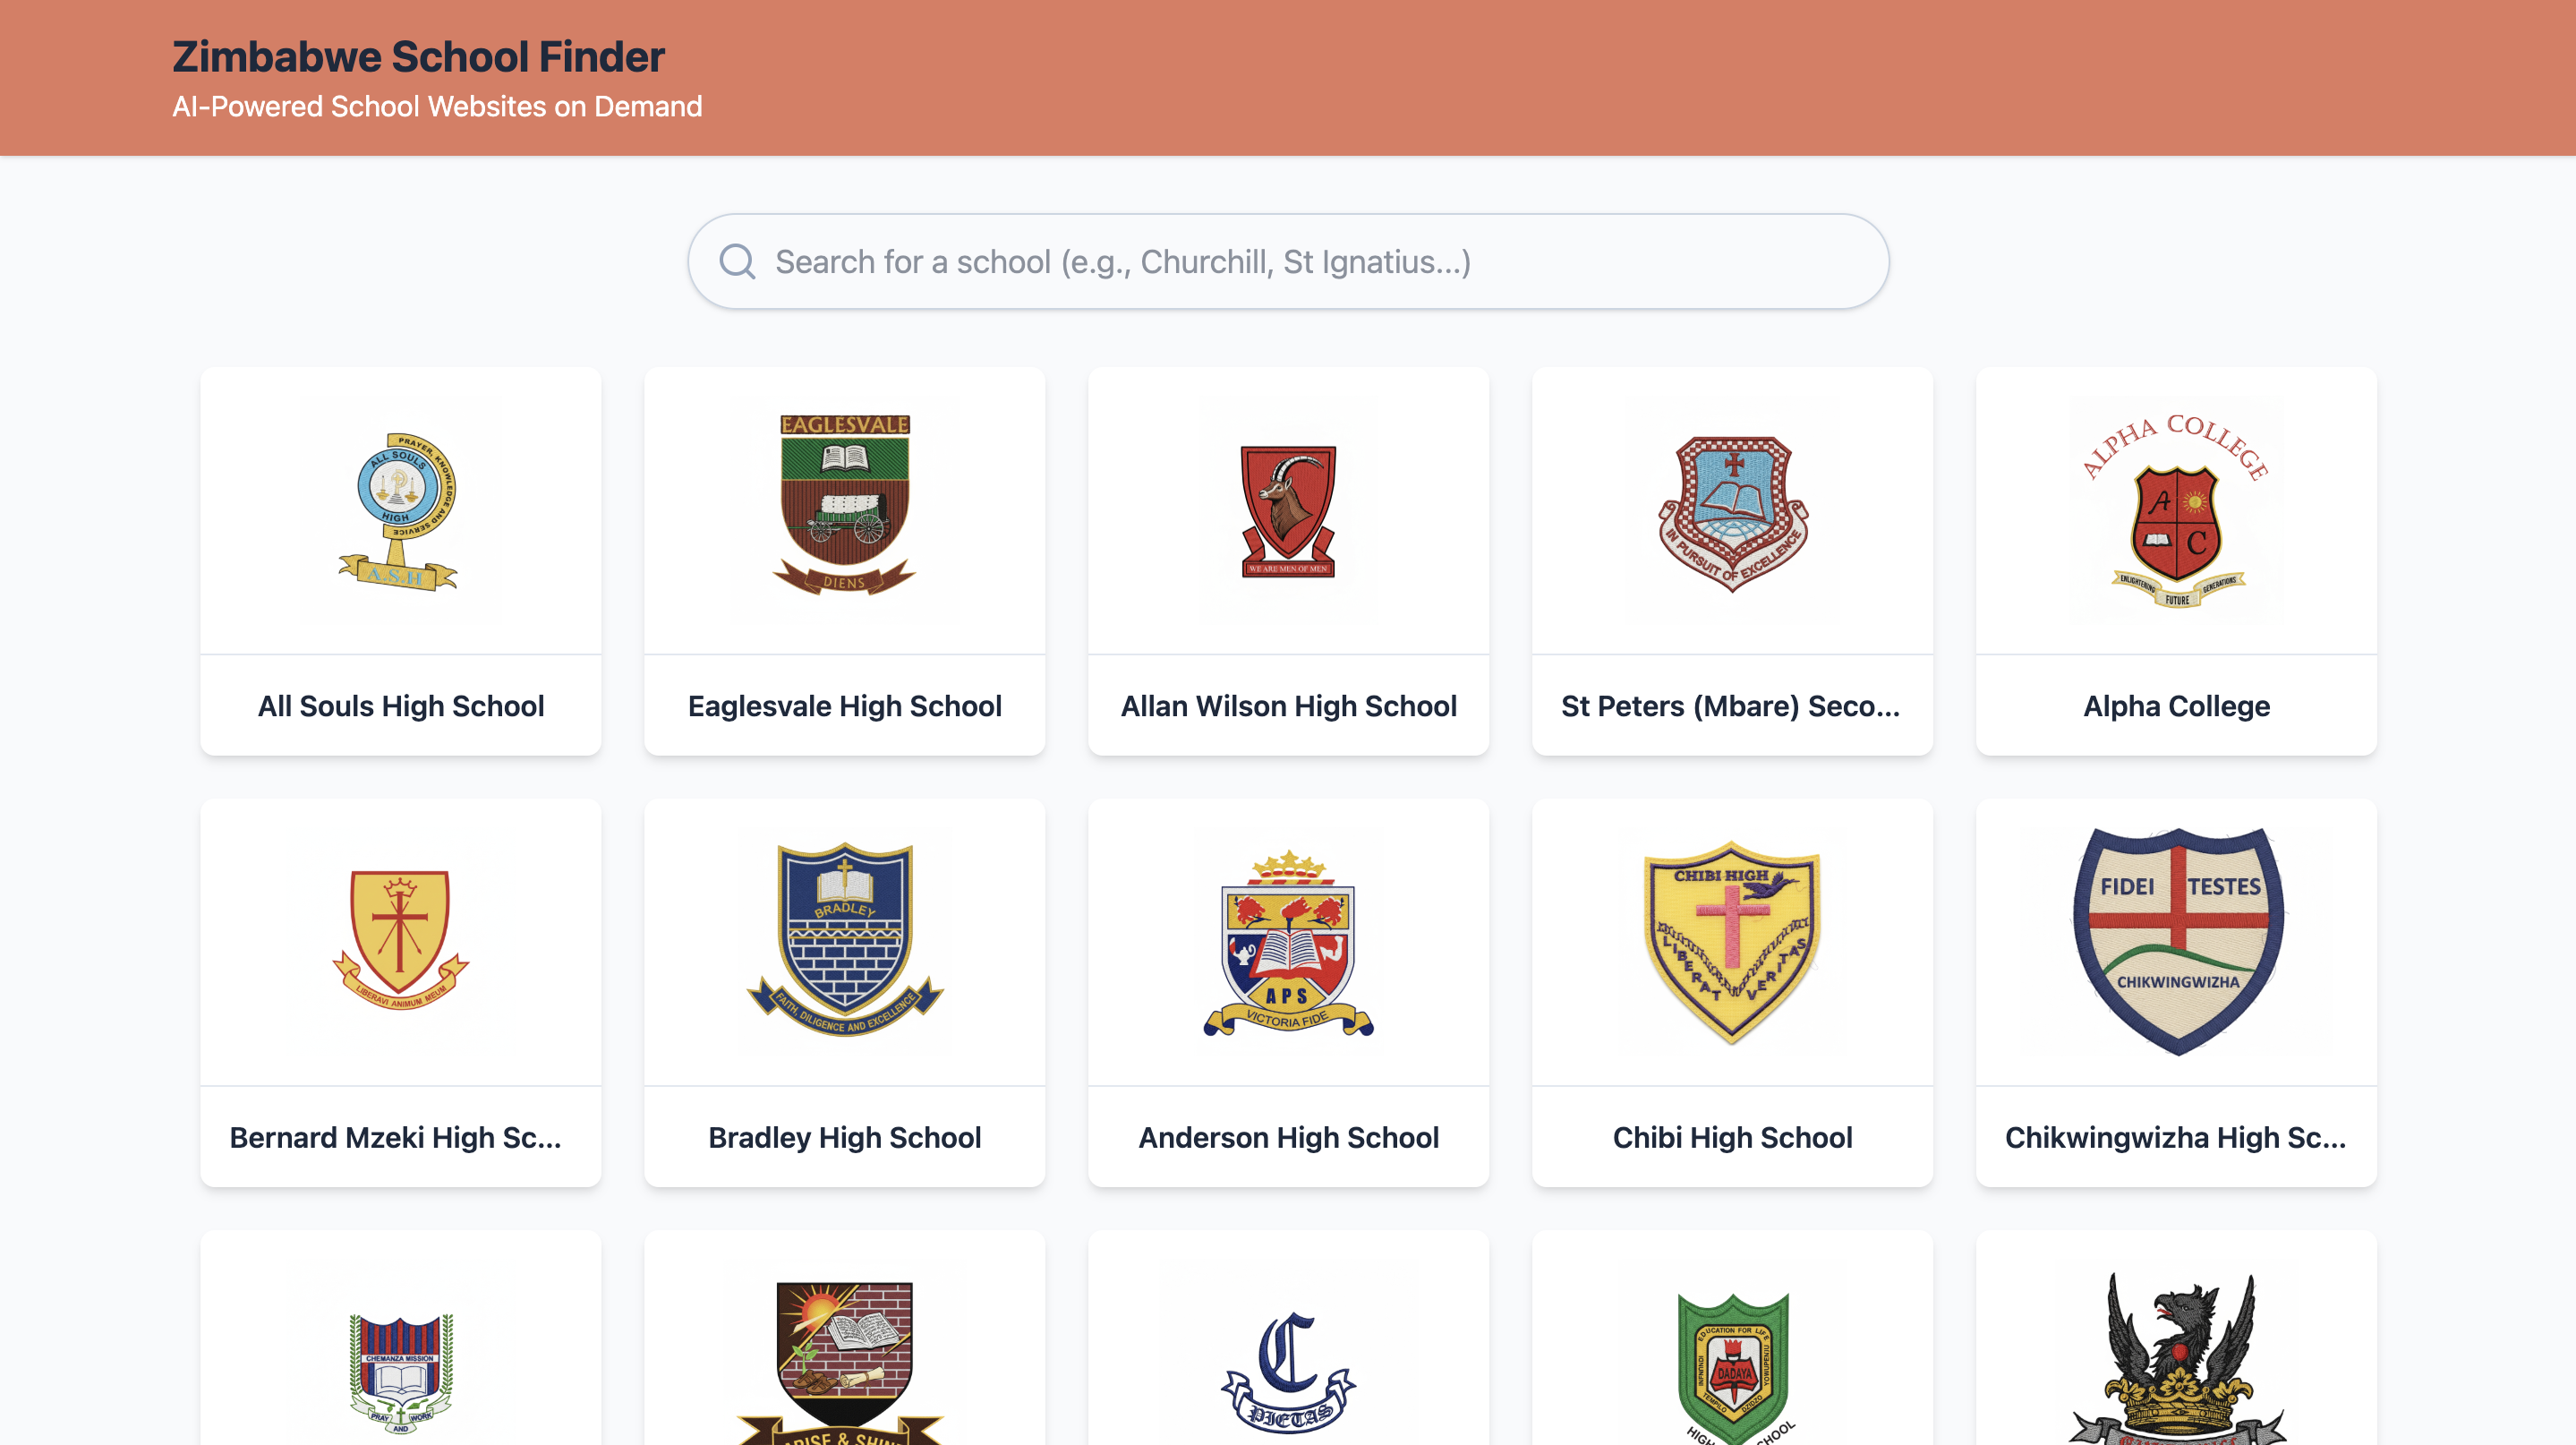 Zimbabwe School Finder
AI-Powered School Websites on Demand
Search for a school (e.g., Churchill, St Ignatius...)
PRAYER, KNOWLEDGE AND SERVICE
ALL SOULS
HIGH
A.S.H
All Souls High School
EAGLESVALE
DIENS
Eaglesvale High School
WE ARE MEN OF MEN
Allan Wilson High School
IN PURSUIT OF EXCELLENCE
St Peters (Mbare) Seco...
ALPHA COLLEGE
A
C
ENLIGHTERING
FUTURE
GENERATIONS
Alpha College
LIBERAVI ANIMUM MEUM
Bernard Mzeki High Sc...
BRADLEY
FAITH, DILIGENCE AND EXCELLENCE
Bradley High School
APS
VICTORIA FIDE
Anderson High School
CHIBI HIGH
LIBERAT VERITAS
Chibi High School
FIDEI TESTES
CHIKWINGWIZHA
Chikwingwizha High Sc...
CHEMANZA MISSION
PRAY AND WORK
ARISE & SHINE
C
PIETAS
EDUCATION FOR LIFE
DADAYA
HIGH SCHOOL